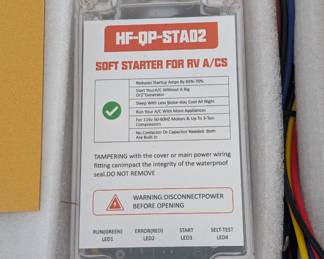 HF-QP-STA02
SOFT STARTER FOR RV A/CS
Reduces Startup Amps By 65%-70%
Start Your A/C Without A Big
Generator
Sleep With Less Noise-stay Cool All Night
Run Your A/C With More Appliances
For 115V 50-60HZ Motors & Up To 3-Ton
Compressors
No Contactor Or Capacitor Needed. Both
Are Built In
TAMPERING with the cover or main power wiring
fitting canimpact the integrity of the waterproof
seal.DO NOT REMOVE
WARNING:DISCONNECTPOWER
BEFORE OPENING
RUN(GREEN) ERROR(RED) START SELT-TEST
LED1 LED2 LED3 LED4